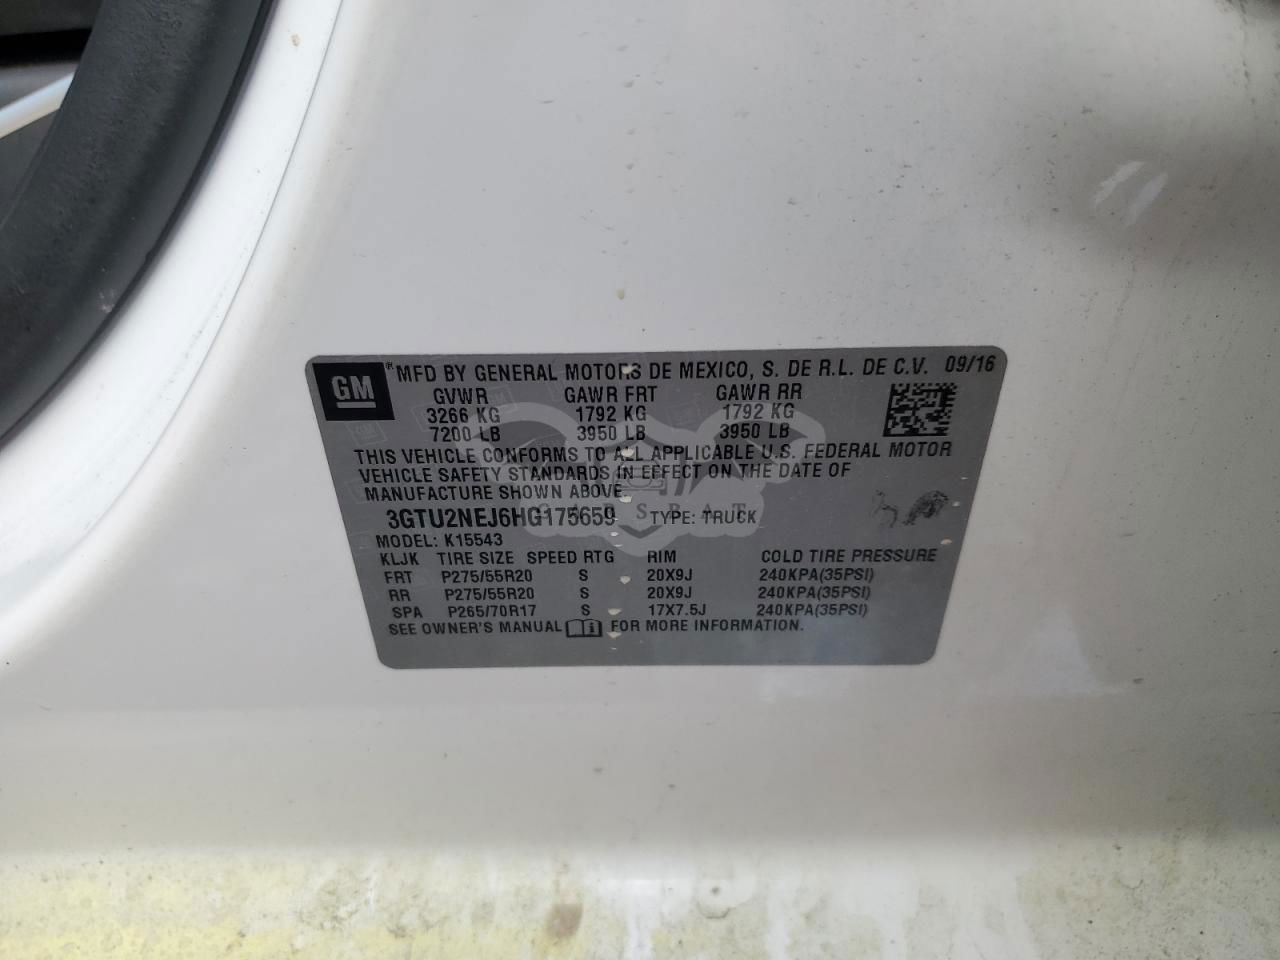 GM
® MFD BY GENERAL MOTORS DE MEXICO, S. DE R.L. DE C.V. 09/16
GVWR GAWR FRT GAWR RR
3266 KG 1792 KG 1792 KG
7200 LB 3950 LB 3950 LB
THIS VEHICLE CONFORMS TO ALL APPLICABLE U.S. FEDERAL MOTOR
VEHICLE SAFETY STANDARDS IN EFFECT ON THE DATE OF
MANUFACTURE SHOWN ABOVE.
3GTU2NEJ6HG175659 TYPE: TRUCK
MODEL: K15543
KLJK TIRE SIZE SPEED RTG RIM COLD TIRE PRESSURE
FRT P275/55R20 S 20X9J 240KPA(35PSI)
RR P275/55R20 S 20X9J 240KPA(35PSI)
SPA P265/70R17 S 17X7.5J 240KPA(35PSI)
SEE OWNER'S MANUAL FOR MORE INFORMATION.